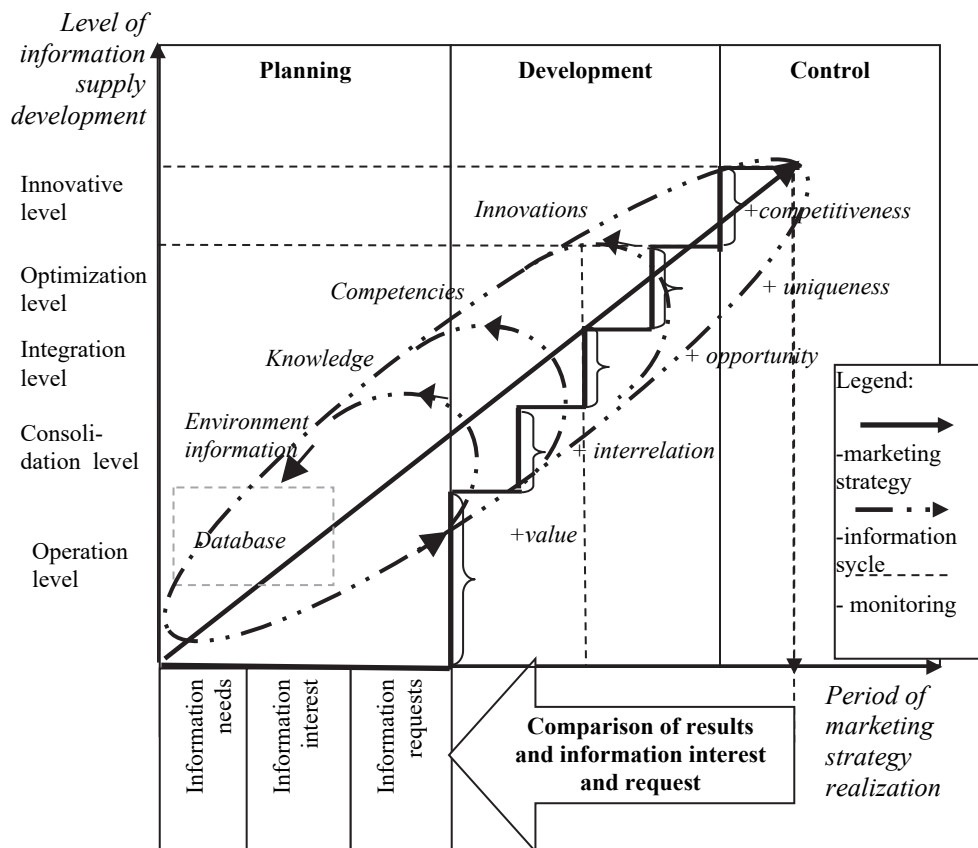 Level of
information
supply
development
Planning
Development
Control
Innovative
level
Optimization
level
Integration
level
Consoli-
dation level
Operation
level
Innovations
Competencies
Knowledge
Environment
information
Database
+competitiveness
+ uniqueness
+ opportunity
+ interrelation
+value
Legend:
-marketing
strategy
-information
sycle
- monitoring
Information
needs
Information
interest
Information
requests
Comparison of results
and information interest
and request
Period of
marketing
strategy
realization